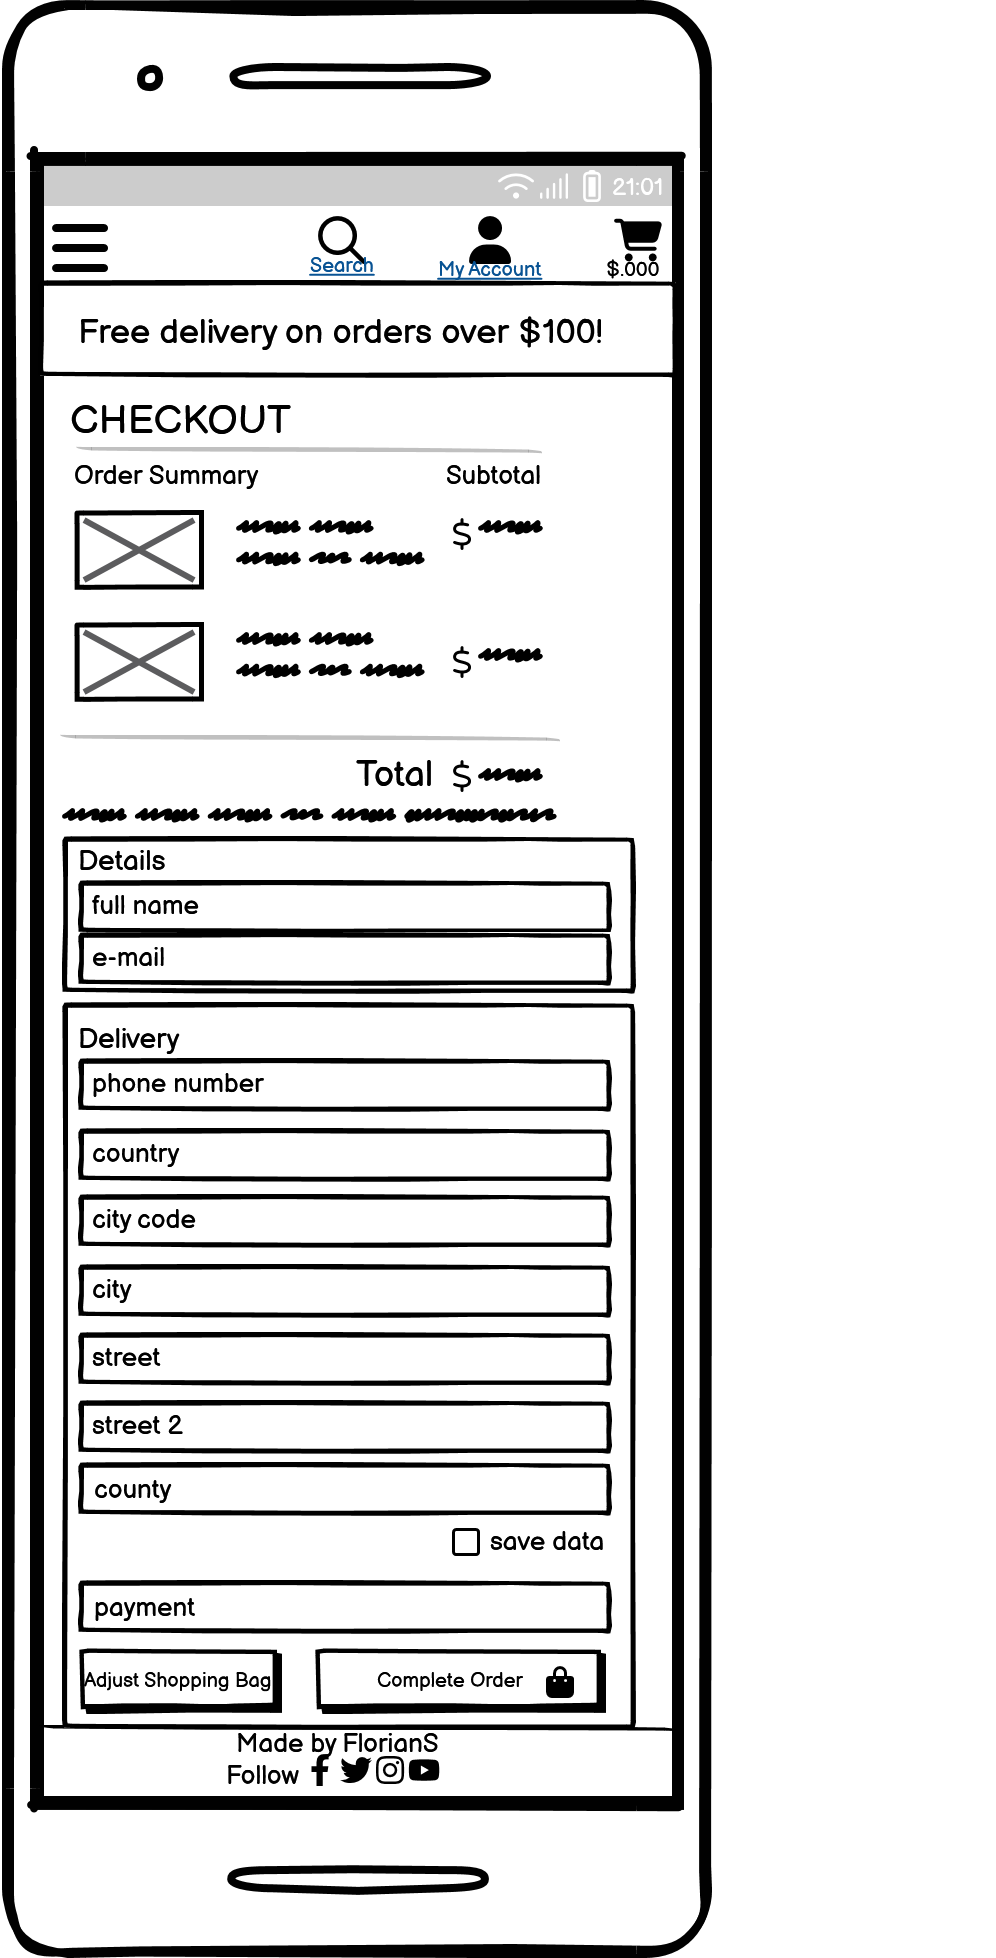 21:01
Search My Account $.000
Free delivery on orders over $100!
CHECKOUT
Order Summary Subtotal
$
$
Total $
Details
full name
e-mail
Delivery
phone number
country
city code
city
street
street 2
county
save data
payment
Adjust Shopping Bag Complete Order
Made by FlorianS
Follow